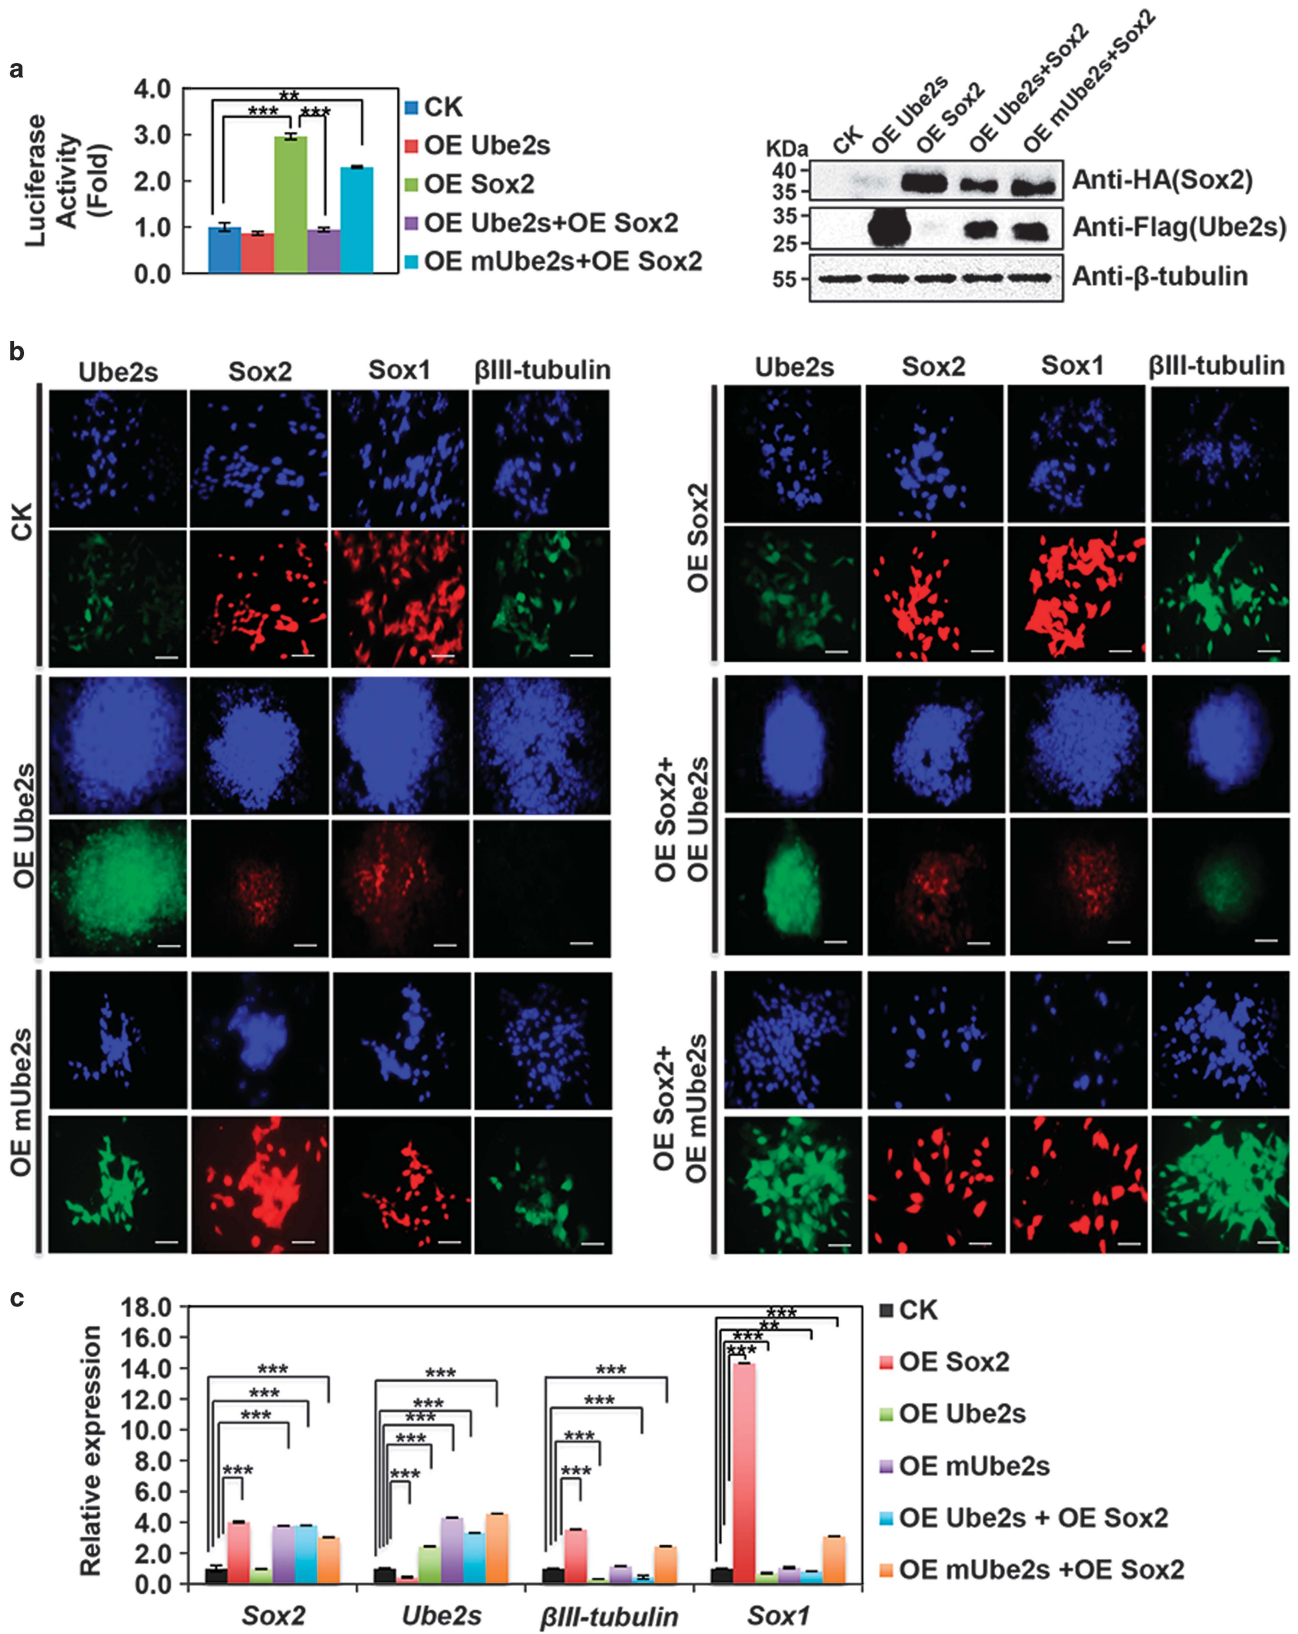 a
Luciferase
Activity
(Fold)
4.0
3.0
2.0
1.0
0.0
**
***
***
CK
OE Ube2s
OE Sox2
OE Ube2s+OE Sox2
OE mUbe2s+OE Sox2
KDa
CK
OE Ube2s
OE Sox2
OE Ube2s+Sox2
OE mUbe2s+Sox2
40
35
Anti-HA(Sox2)
35
25
Anti-Flag(Ube2s)
55
Anti-β-tubulin
b
Ube2s Sox2 Sox1 βIII-tubulin
CK
OE Ube2s
OE mUbe2s
Ube2s Sox2 Sox1 βIII-tubulin
OE Sox2
OE Sox2+
OE Ube2s
OE Sox2+
OE mUbe2s
c
Relative expression
18.0
16.0
14.0
12.0
10.0
8.0
6.0
4.0
2.0
0.0
***
***
***
***
***
***
***
***
***
***
***
***
***
***
**
***
***
Sox2 Ube2s βIII-tubulin Sox1
CK
OE Sox2
OE Ube2s
OE mUbe2s
OE Ube2s + OE Sox2
OE mUbe2s +OE Sox2